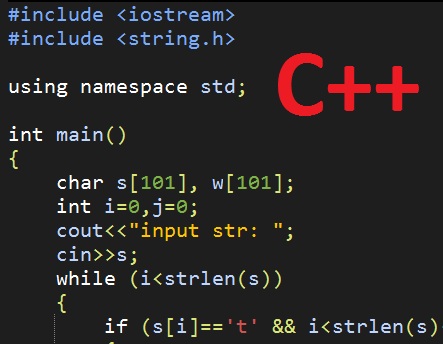 #include <iostream>
#include <string.h>
C++
using namespace std;
int main()
{
char s[101], w[101];
int i=0,j=0;
cout<<"input str: ";
cin>>s;
while (i<strlen(s))
{
if (s[i]=='t' && i<strlen(s)